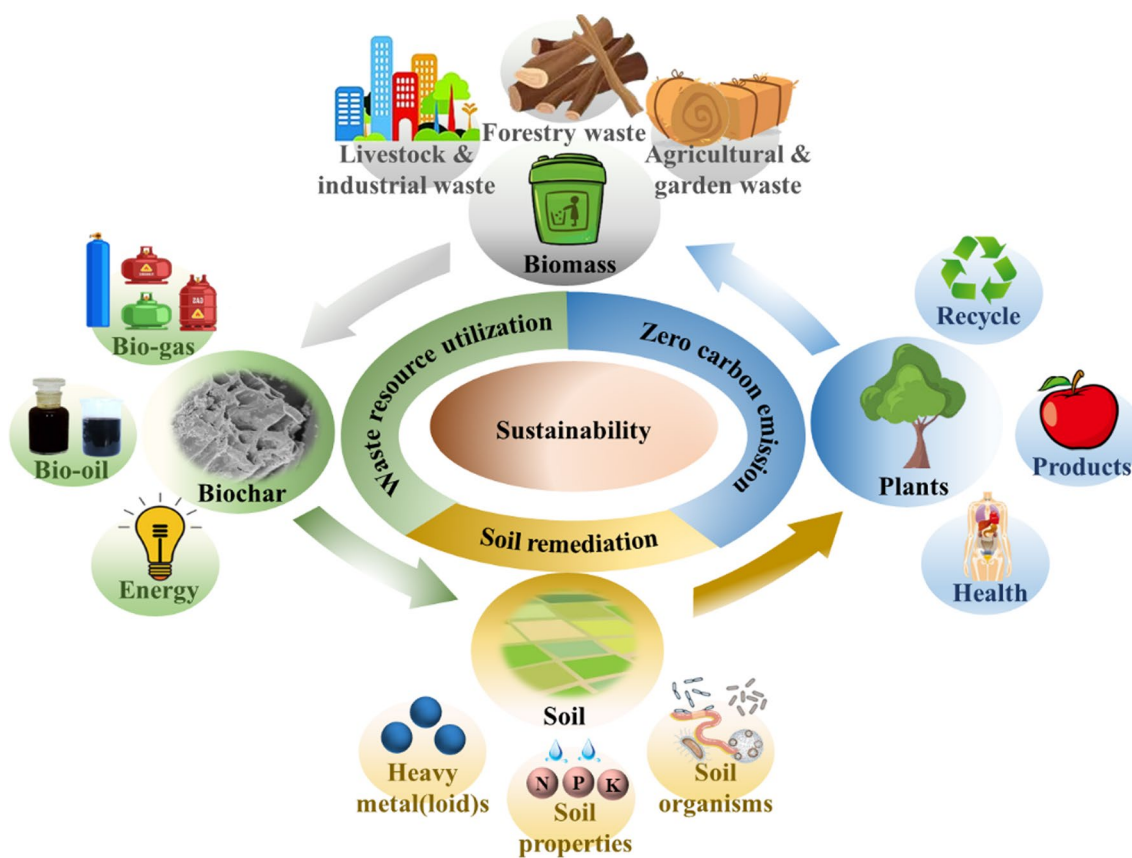 Forestry waste
Livestock &
industrial waste
Agricultural &
garden waste
Biomass
Bio-gas
Bio-oil
Energy
Biochar
Waste resource utilization
Zero carbon emission
Sustainability
Soil remediation
Recycle
Products
Health
Plants
Soil
Heavy
metal(loid)s
N P K
Soil
properties
Soil
organisms